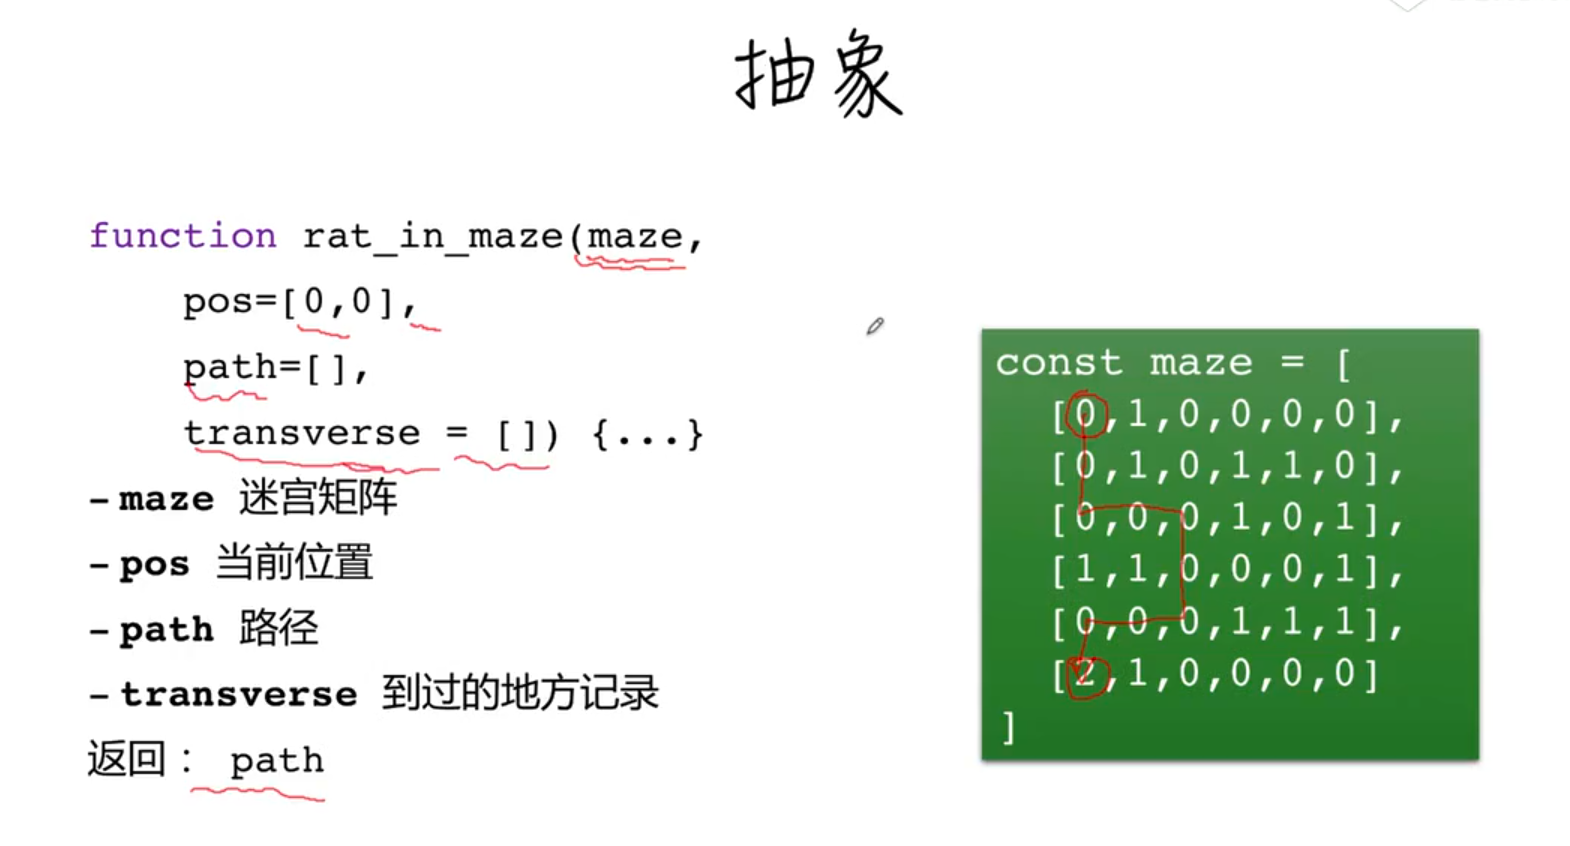 抽象
function rat_in_maze(maze,
pos=[0,0],
path=[],
transverse = []) {...}
– maze 迷宫矩阵
– pos 当前位置
– path 路径
– transverse 到过的地方记录
返回： path
const maze = [
[0,1,0,0,0,0],
[0,1,0,1,1,0],
[0,0,0,1,0,1],
[1,1,0,0,0,1],
[0,0,0,1,1,1],
[2,1,0,0,0,0]
]